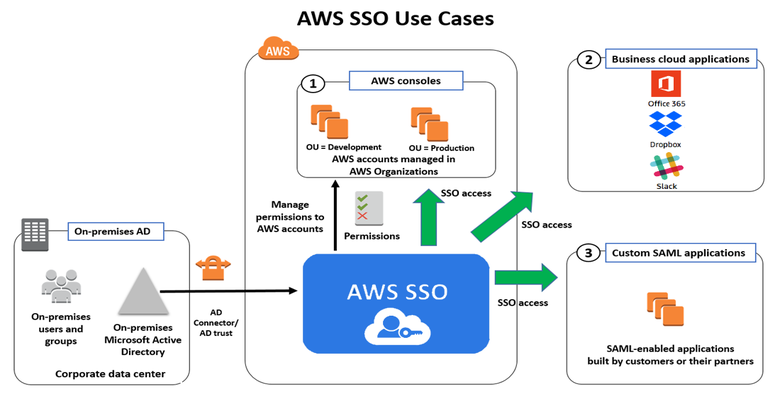 AWS SSO Use Cases
AWS
1
AWS consoles
OU = Development
OU = Production
AWS accounts managed in
AWS Organizations
2
Business cloud applications
Office 365
Dropbox
Slack
Manage
permissions to
AWS accounts
Permissions
SSO access
SSO access
SSO access
On-premises AD
On-premises
users and
groups
On-premises
Microsoft Active
Directory
Corporate data center
AD
Connector/
AD trust
AWS SSO
3
Custom SAML applications
SAML-enabled applications
built by customers or their partners